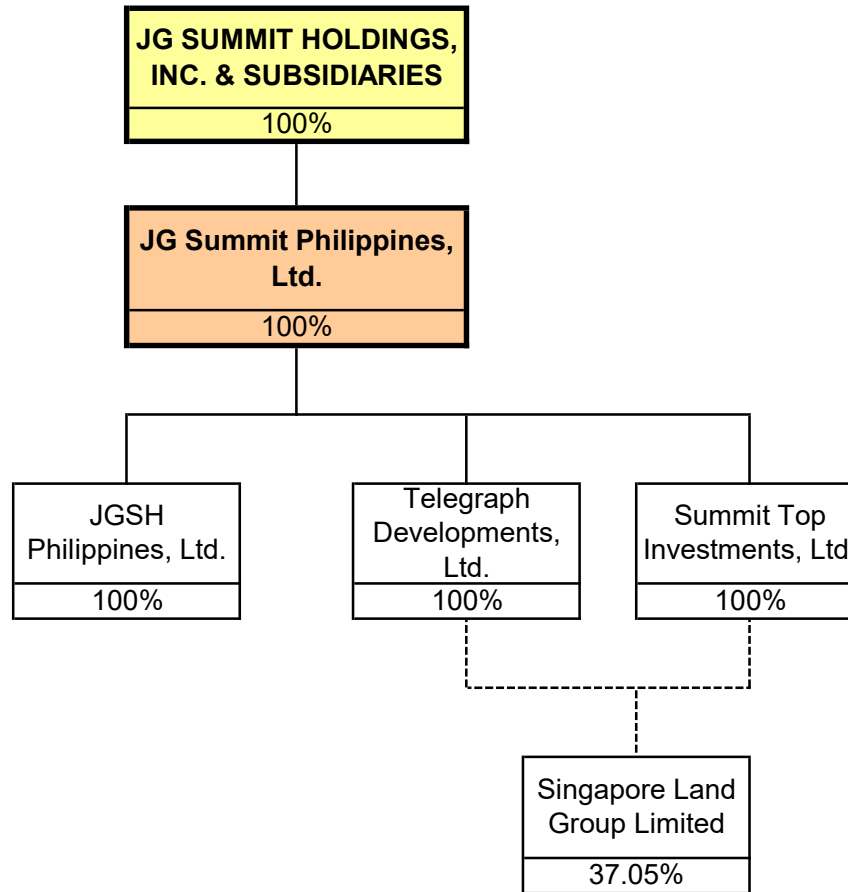 JG SUMMIT HOLDINGS,
INC. & SUBSIDIARIES
100%
JG Summit Philippines,
Ltd.
100%
JGSH
Philippines, Ltd.
100%
Telegraph
Developments,
Ltd.
100%
Summit Top
Investments, Ltd
100%
Singapore Land
Group Limited
37.05%